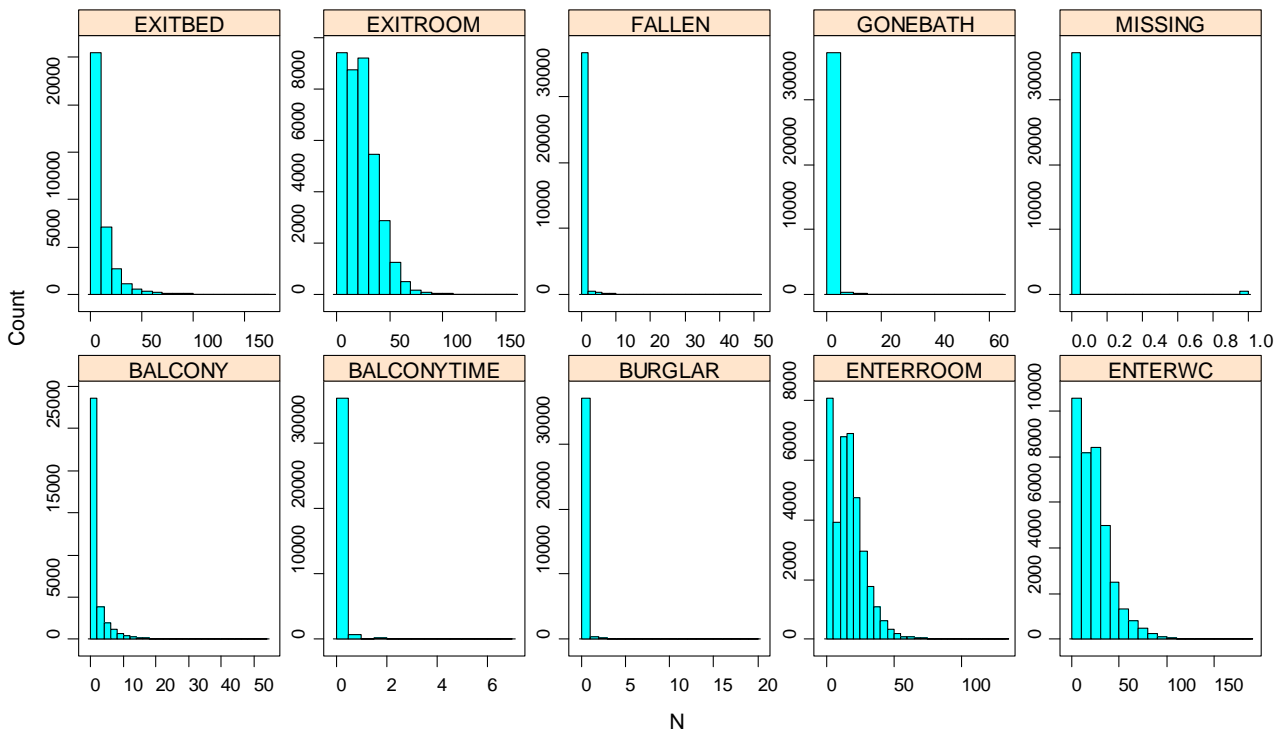 EXITBED EXITROOM FALLEN GONEBATH MISSING
0 5000 10000 20000
0 2000 4000 6000 8000
0 10000 20000 30000
0 10000 20000 30000
0 10000 20000 30000
0 50 100 150
0 50 100 150
0 10 20 30 40 50
0 20 40 60
0.0 0.2 0.4 0.6 0.8 1.0
BALCONY BALCONYTIME BURGLAR ENTERROOM ENTERWC
0 5000 15000 25000
0 10000 20000 30000
0 10000 20000 30000
0 2000 4000 6000 8000
0 2000 4000 6000 8000 10000
0 10 20 30 40 50
0 2 4 6
0 5 10 15 20
0 50 100
0 50 100 150
Count
N